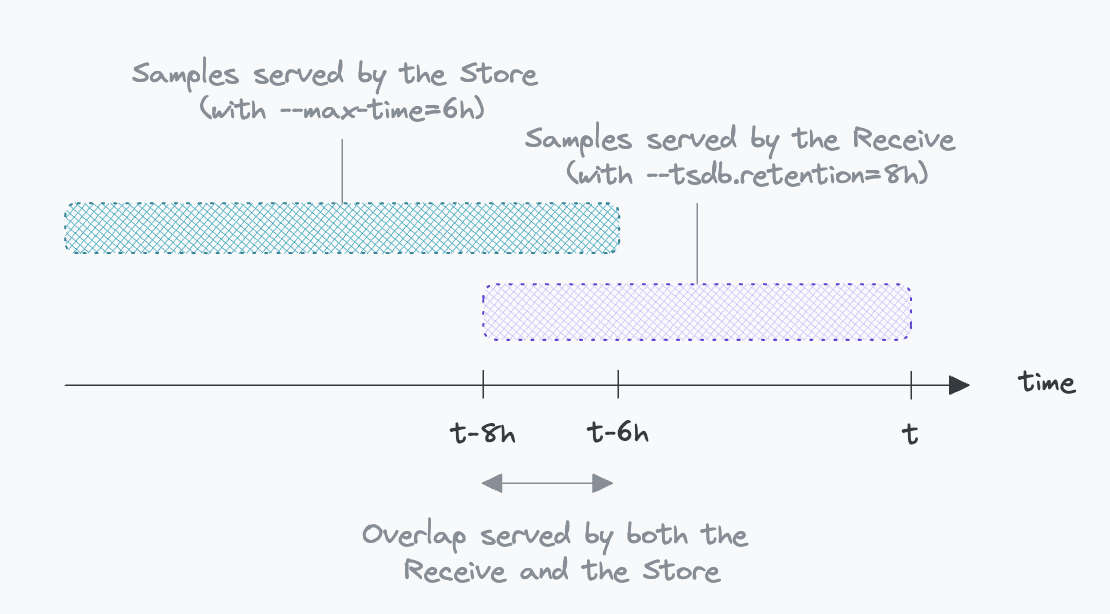 Samples served by the Store
(with --max-time=6h)
Samples served by the Receive
(with --tsdb.retention=8h)
time
t-8h
t-6h
t
Overlap served by both the
Receive and the Store